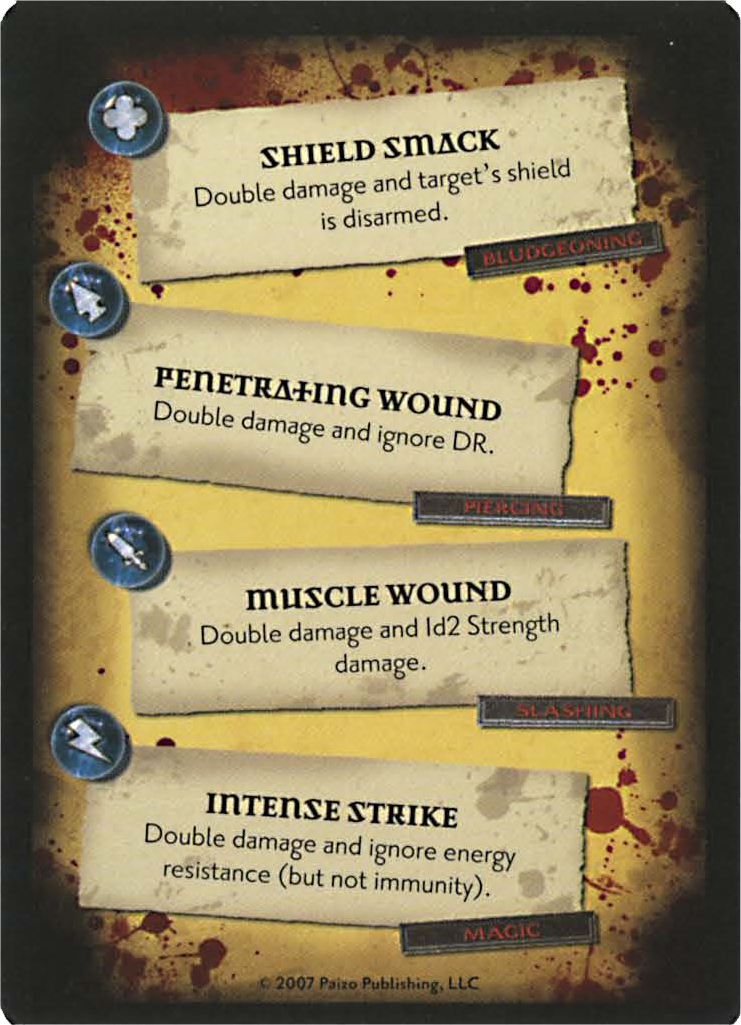 SHIELD SMACK
Double damage and target's shield
is disarmed.
BLUDGEONING
PENETRATING WOUND
Double damage and ignore DR.
PIERCING
MUSCLE WOUND
Double damage and 1d2 Strength
damage.
SLASHING
INTENSE STRIKE
Double damage and ignore energy
resistance (but not immunity).
MAGIC
© 2007 Paizo Publishing, LLC